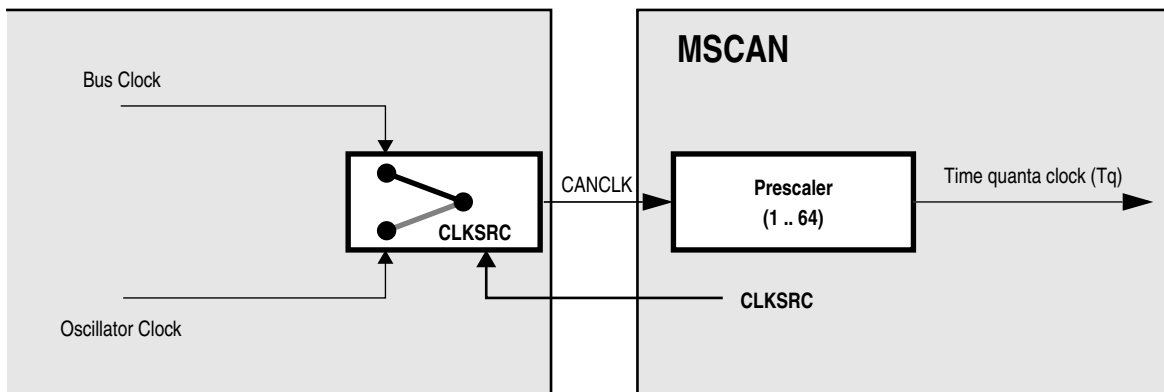 MSCAN
Bus Clock
CANCLK
Prescaler
(1 .. 64)
Time quanta clock (Tq)
CLKSRC
CLKSRC
Oscillator Clock